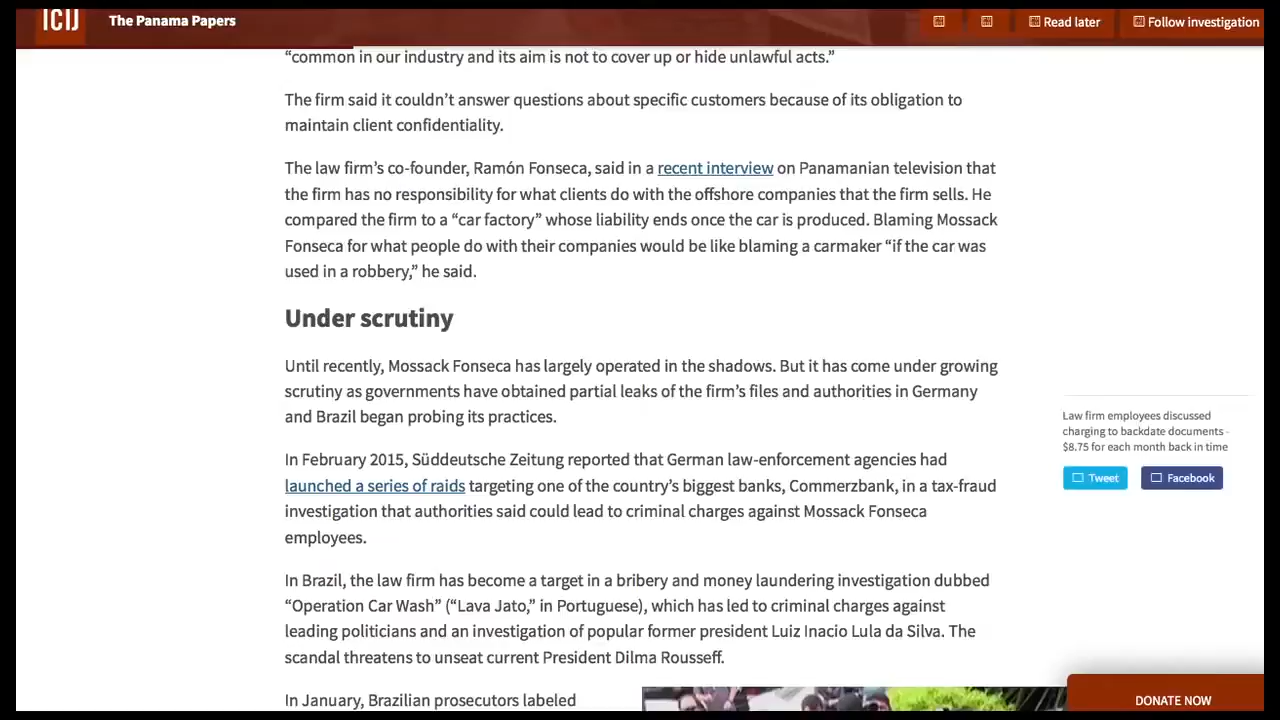 ICIJ
The Panama Papers
Read later
Follow investigation
“common in our industry and its aim is not to cover up or hide unlawful acts.”
The firm said it couldn’t answer questions about specific customers because of its obligation to
maintain client confidentiality.
The law firm’s co-founder, Ramón Fonseca, said in a recent interview on Panamanian television that
the firm has no responsibility for what clients do with the offshore companies that the firm sells. He
compared the firm to a “car factory” whose liability ends once the car is produced. Blaming Mossack
Fonseca for what people do with their companies would be like blaming a carmaker “if the car was
used in a robbery,” he said.
Under scrutiny
Until recently, Mossack Fonseca has largely operated in the shadows. But it has come under growing
scrutiny as governments have obtained partial leaks of the firm’s files and authorities in Germany
and Brazil began probing its practices.
In February 2015, Süddeutsche Zeitung reported that German law-enforcement agencies had
launched a series of raids targeting one of the country’s biggest banks, Commerzbank, in a tax-fraud
investigation that authorities said could lead to criminal charges against Mossack Fonseca
employees.
In Brazil, the law firm has become a target in a bribery and money laundering investigation dubbed
“Operation Car Wash” (“Lava Jato,” in Portuguese), which has led to criminal charges against
leading politicians and an investigation of popular former president Luiz Inacio Lula da Silva. The
scandal threatens to unseat current President Dilma Rousseff.
In January, Brazilian prosecutors labeled
Law firm employees discussed
charging to backdate documents -
$8.75 for each month back in time
Tweet
Facebook
DONATE NOW